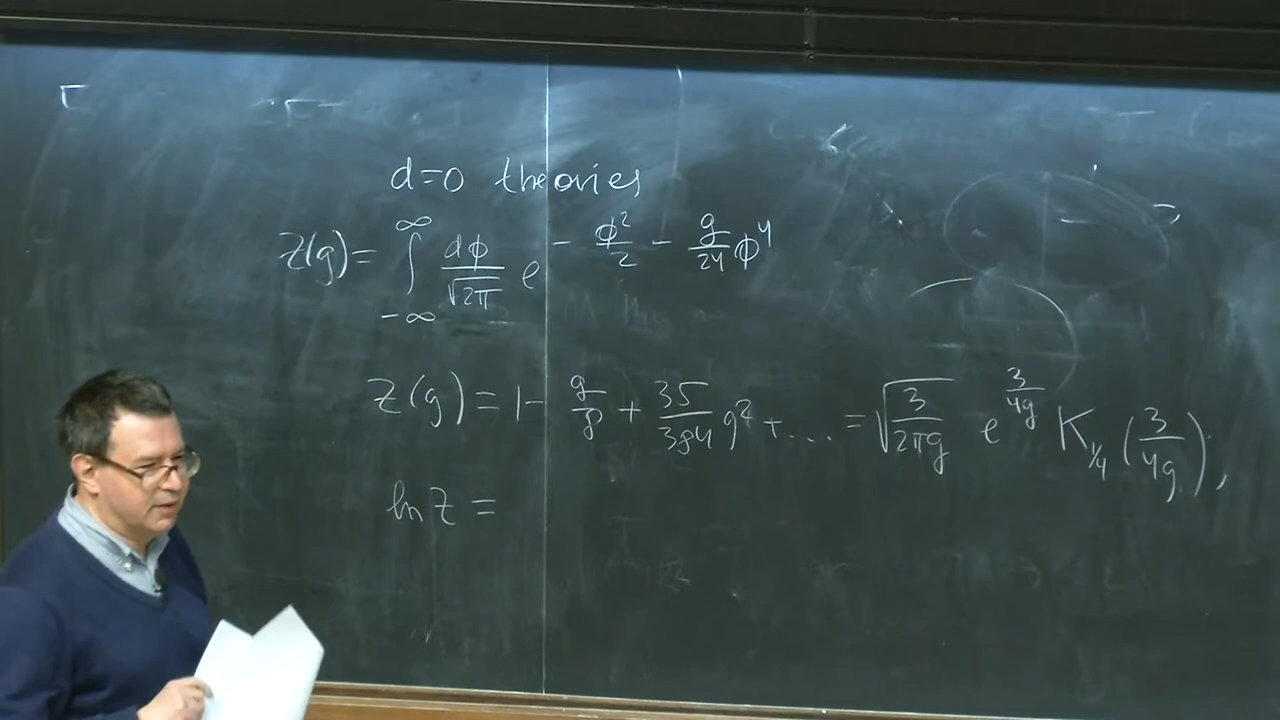 d=0 theories
Z(g) = ∫_{-∞}^{∞} dϕ/√2π e^{-ϕ²/2 - g/24 ϕ⁴}
Z(g) = 1 - g/8 + 35/384 g² + ... = √(3/2πg) e^{3/4g} K_{1/4}(3/4g),
ln Z =